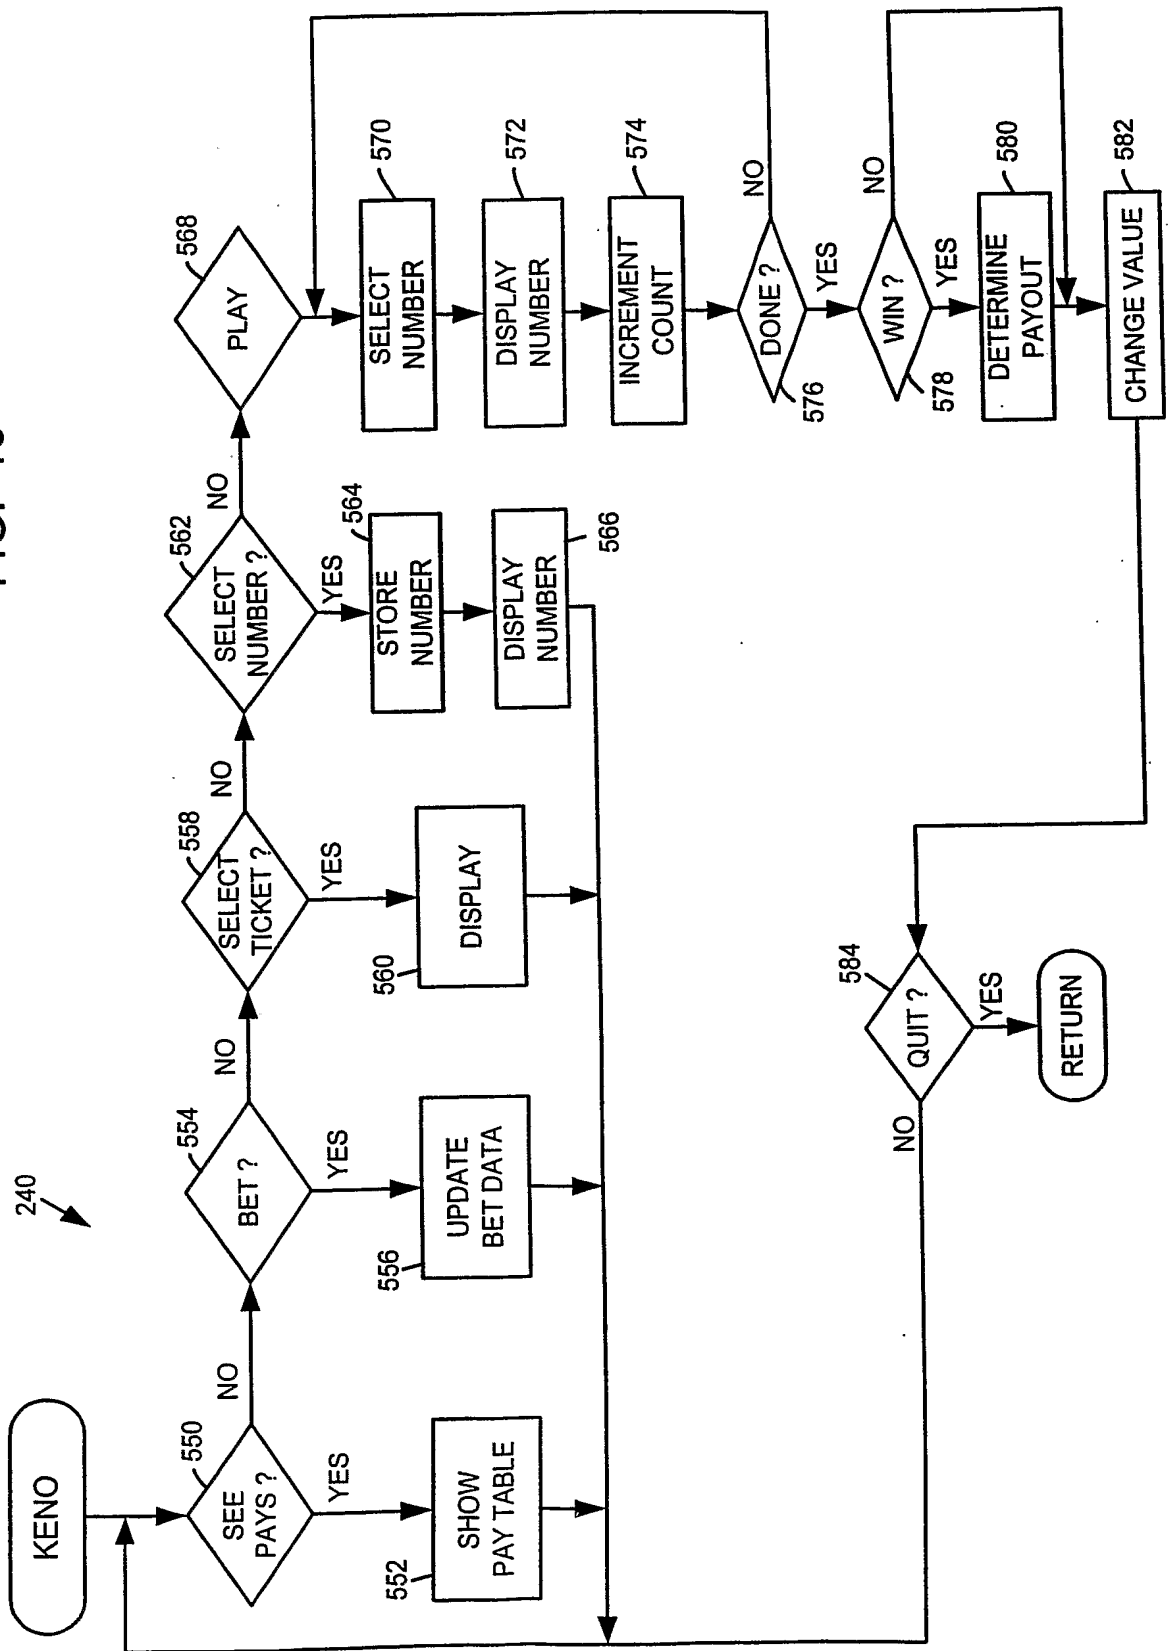 240
KENO
550
SEE
PAYS ?
NO
YES
552
SHOW
PAY TABLE
554
BET ?
NO
YES
556
UPDATE
BET DATA
558
SELECT
TICKET ?
NO
YES
560
DISPLAY
562
SELECT
NUMBER ?
NO
YES
564
STORE
NUMBER
566
DISPLAY
NUMBER
568
PLAY
570
SELECT
NUMBER
572
DISPLAY
NUMBER
574
INCREMENT
COUNT
576
DONE ?
NO
YES
578
WIN ?
NO
YES
580
DETERMINE
PAYOUT
582
CHANGE VALUE
584
QUIT ?
NO
YES
RETURN